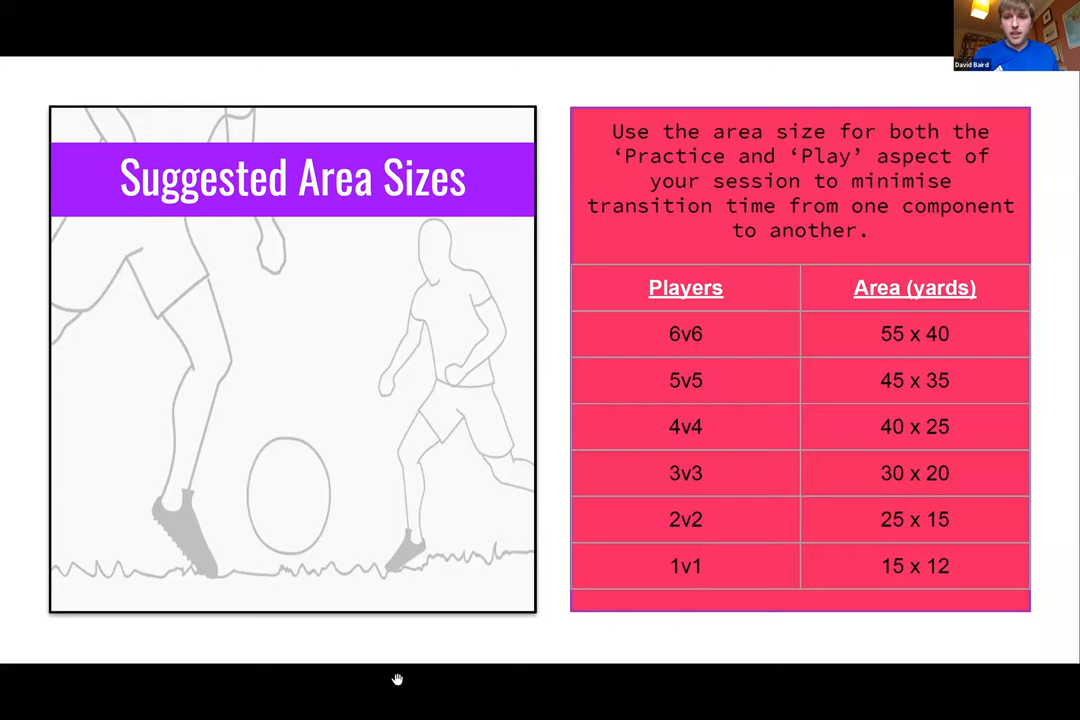 David Baird
Suggested Area Sizes
Use the area size for both the
‘Practice and ‘Play’ aspect of
your session to minimise
transition time from one component
to another.
Players Area (yards)
6v6 55 x 40
5v5 45 x 35
4v4 40 x 25
3v3 30 x 20
2v2 25 x 15
1v1 15 x 12